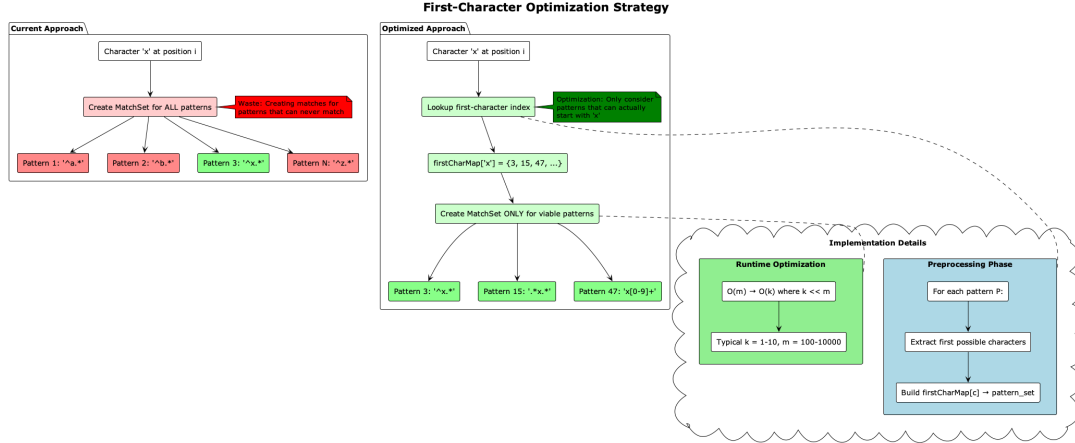 First-Character Optimization Strategy
Current Approach
Character 'x' at position i
Create MatchSet for ALL patterns
Waste: Creating matches for
patterns that can never match.
Pattern 1: '^a.*'
Pattern 2: '^b.*'
Pattern 3: '^x.*'
Pattern N: '^z.*'
Optimized Approach
Character 'x' at position i
Lookup first-character index
Optimization: Only consider
patterns that can actually
start with 'x'
firstCharMap['x'] = {3, 15, 47, ...}
Create MatchSet ONLY for viable patterns
Pattern 3: '^x.*'
Pattern 15: '.*x.*'
Pattern 47: 'x[0-9]+'
Implementation Details
Runtime Optimization
O(m) → O(k) where k << m
Typical k = 1-10, m = 100-10000
Preprocessing Phase
For each pattern P:
Extract first possible characters
Build firstCharMap[c] → pattern_set